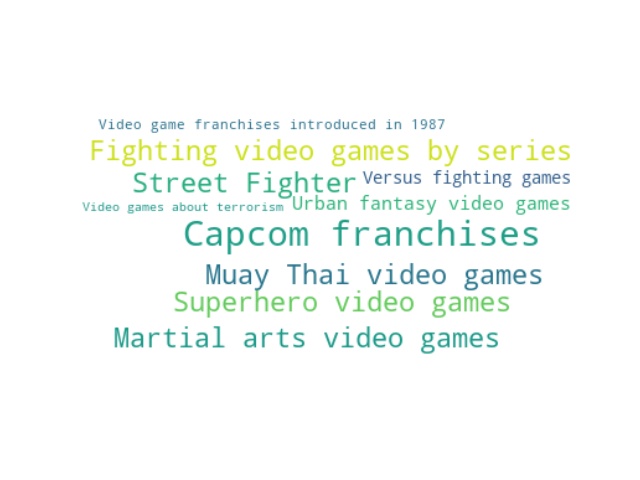 Video game franchises introduced in 1987
Fighting video games by series
Street Fighter
Versus fighting games
Video games about terrorism
Urban fantasy video games
Capcom franchises
Muay Thai video games
Superhero video games
Martial arts video games